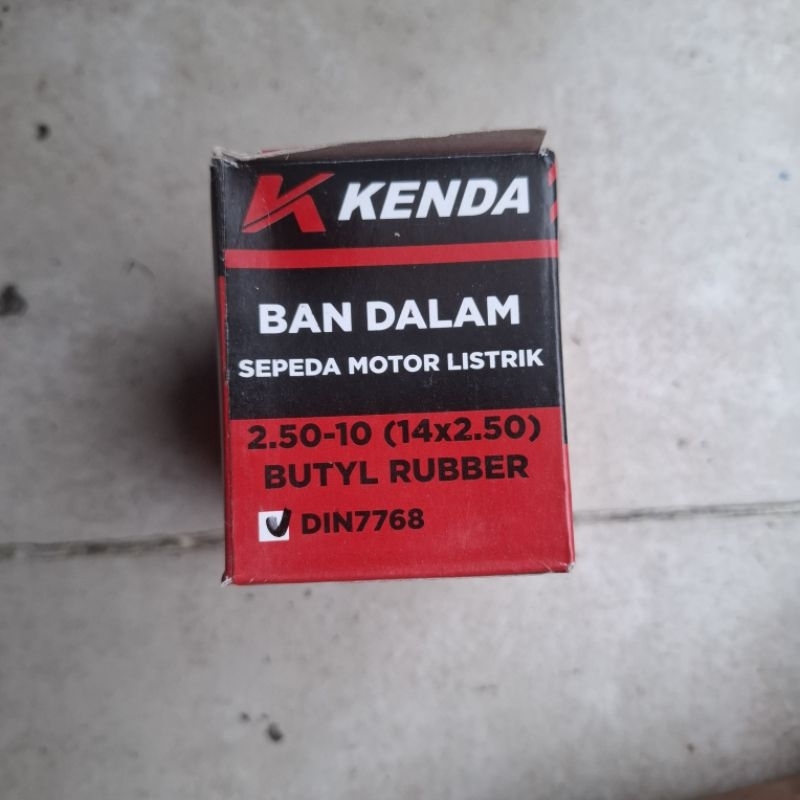 KENDA
BAN DALAM
SEPEDA MOTOR LISTRIK
2.50-10 (14x2.50)
BUTYL RUBBER
DIN7768